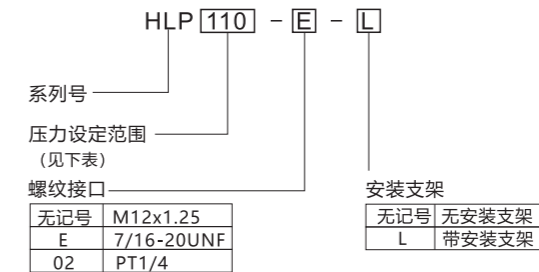 HLP 110 - E - L
系列号
压力设定范围
(见下表)
螺纹接口
无记号 M12x1.25
E 7/16-20UNF
02 PT1/4
安装支架
无记号 无安装支架
L 带安装支架